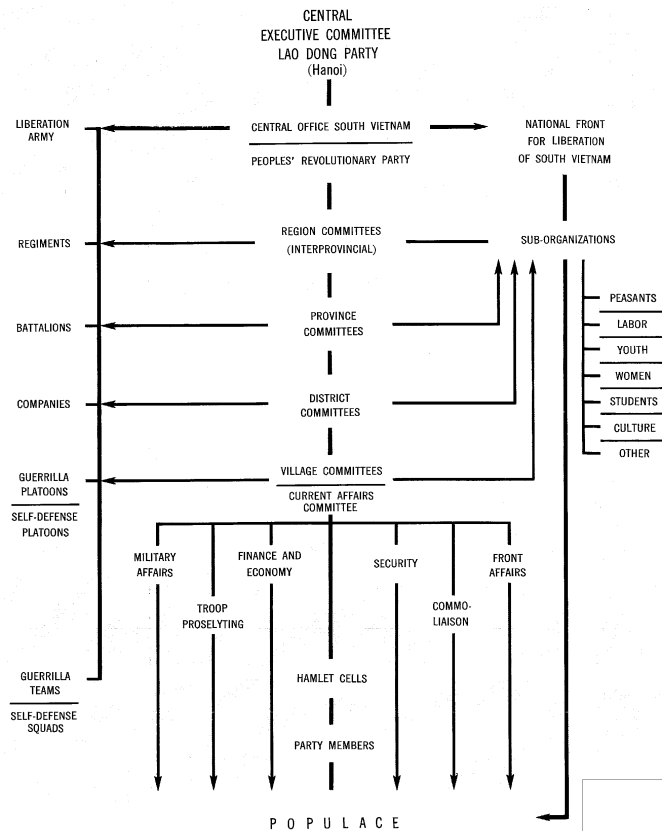 CENTRAL
EXECUTIVE COMMITTEE
LAO DONG PARTY
(Hanoi)
LIBERATION
ARMY
CENTRAL OFFICE SOUTH VIETNAM
PEOPLES' REVOLUTIONARY PARTY
NATIONAL FRONT
FOR LIBERATION
OF SOUTH VIETNAM
REGIMENTS
REGION COMMITTEES
(INTERPROVINCIAL)
SUB-ORGANIZATIONS
PEASANTS
LABOR
YOUTH
WOMEN
STUDENTS
CULTURE
OTHER
BATTALIONS
PROVINCE
COMMITTEES
COMPANIES
DISTRICT
COMMITTEES
GUERRILLA
PLATOONS
SELF-DEFENSE
PLATOONS
VILLAGE COMMITTEES
CURRENT AFFAIRS
COMMITTEE
MILITARY
AFFAIRS
TROOP
PROSELYTING
FINANCE AND
ECONOMY
SECURITY
COMMO-
LIAISON
FRONT
AFFAIRS
GUERRILLA
TEAMS
SELF-DEFENSE
SQUADS
HAMLET CELLS
PARTY MEMBERS
POPULACE